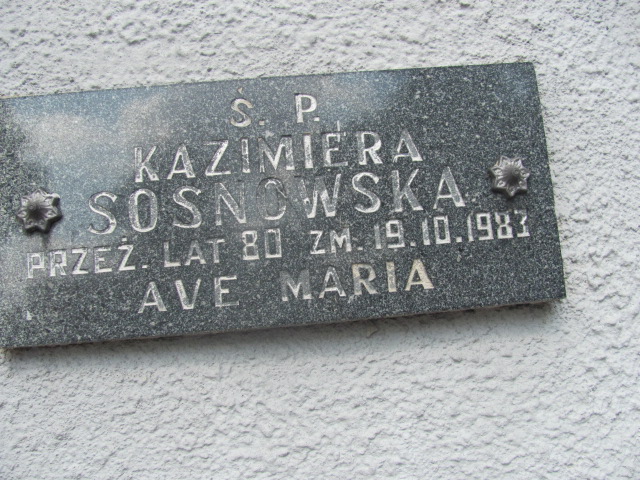 Ś. P.
KAZIMIERA
SOSNOWSKA
PRZEŻ. LAT 80 ZM. 19.10.1983
AVE MARIA